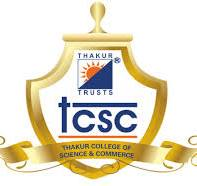 THAKUR
®
TRUSTS
tcsc
THAKUR COLLEGE OF
SCIENCE & COMMERCE